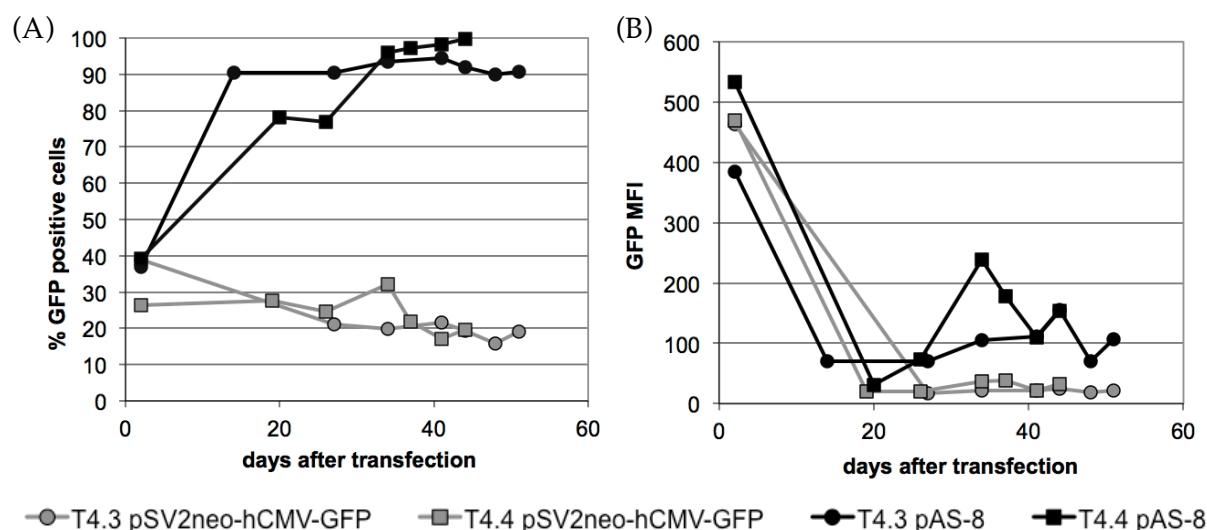 (A)
100
90
80
70
60
50
40
30
20
10
0
% GFP positive cells
0 20 40 60
days after transfection
(B)
600
500
400
300
200
100
0
GFP MFI
0 20 40 60
days after transfection
T4.3 pSV2neo-hCMV-GFP T4.4 pSV2neo-hCMV-GFP T4.3 pAS-8 T4.4 pAS-8